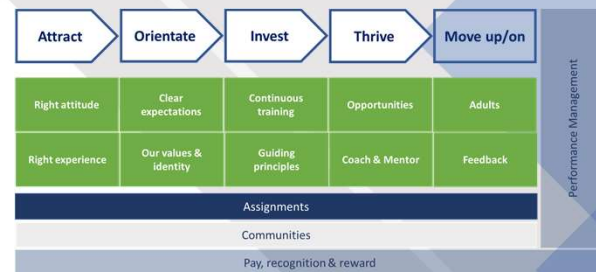 Attract
Orientate
Invest
Thrive
Move up/on
Right attitude
Clear
expectations
Continuous
training
Opportunities
Adults
Right experience
Our values &
identity
Guiding
principles
Coach & Mentor
Feedback
Assignments
Communities
Pay, recognition & reward
Performance Management